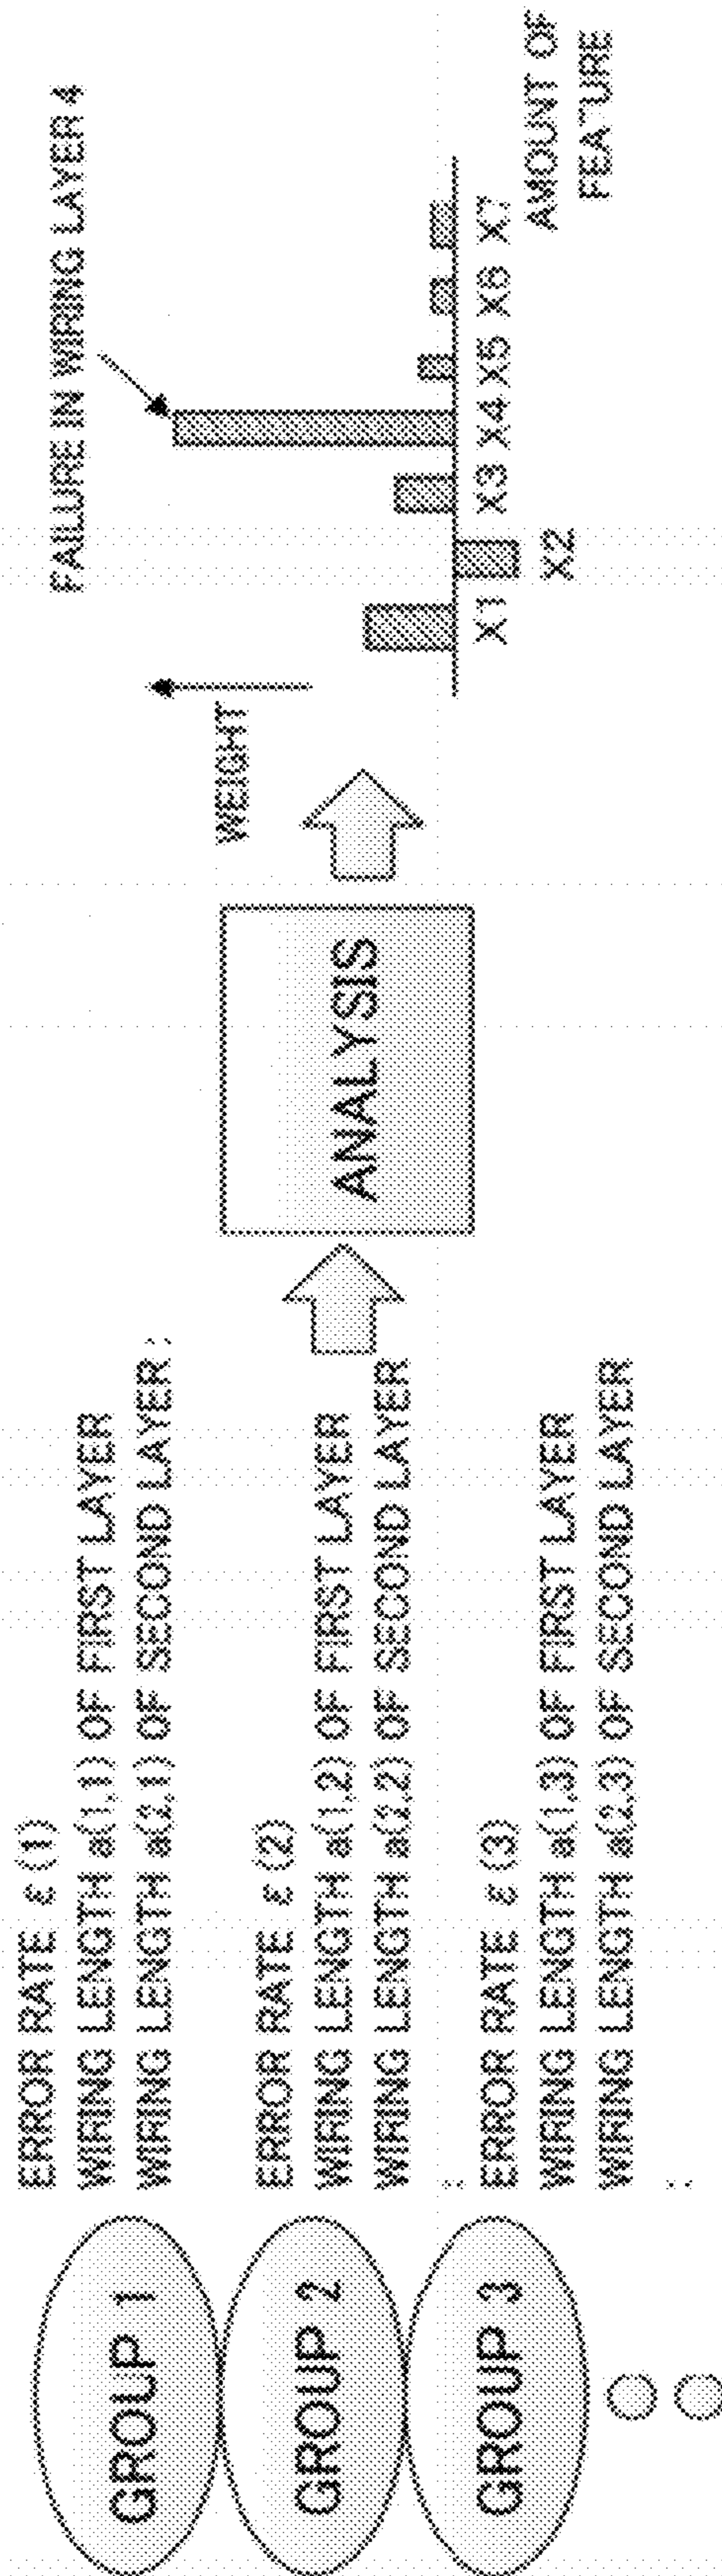 GROUP 1
ERROR RATE ε (1)
WIRING LENGTH a(1,1) OF FIRST LAYER
WIRING LENGTH a(2,1) OF SECOND LAYER :
GROUP 2
ERROR RATE ε (2)
WIRING LENGTH a(1,2) OF FIRST LAYER
WIRING LENGTH a(2,2) OF SECOND LAYER
:
GROUP 3
ERROR RATE ε (3)
WIRING LENGTH a(1,3) OF FIRST LAYER
WIRING LENGTH a(2,3) OF SECOND LAYER
:
ANALYSIS
WEIGHT
FAILURE IN WIRING LAYER 4
X1 X2 X3 X4 X5 X6 X7
AMOUNT OF
FEATURE